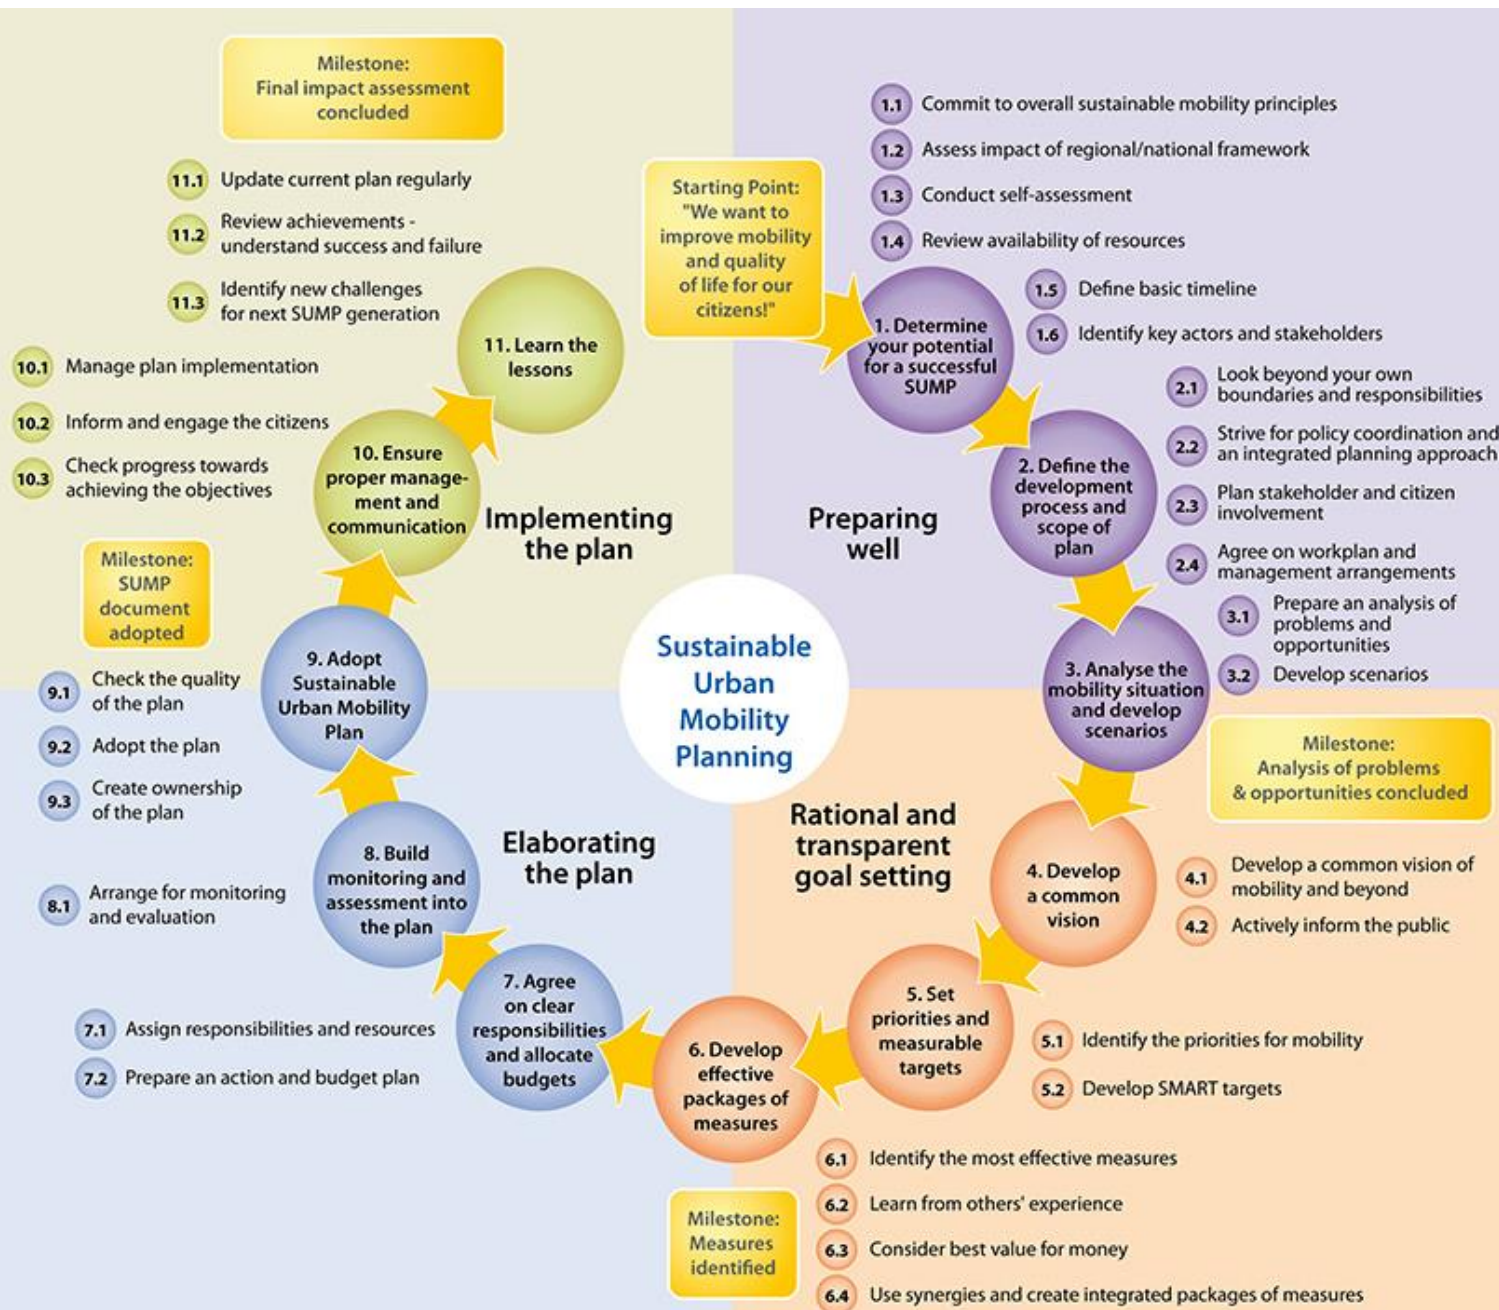 Milestone:
Final impact assessment
concluded
11.1 Update current plan regularly
11.2 Review achievements -
understand success and failure
11.3 Identify new challenges
for next SUMP generation
10.1 Manage plan implementation
10.2 Inform and engage the citizens
10.3 Check progress towards
achieving the objectives
11. Learn the
lessons
10. Ensure
proper manage-
ment and
communication
Implementing
the plan
Starting Point:
"We want to
improve mobility
and quality
of life for our
citizens!"
1.1 Commit to overall sustainable mobility principles
1.2 Assess impact of regional/national framework
1.3 Conduct self-assessment
1.4 Review availability of resources
1.5 Define basic timeline
1.6 Identify key actors and stakeholders
1. Determine
your potential
for a successful
SUMP
2.1 Look beyond your own
boundaries and responsibilities
2.2 Strive for policy coordination and
an integrated planning approach
2.3 Plan stakeholder and citizen
involvement
2.4 Agree on workplan and
management arrangements
2. Define the
development
process and
scope of
plan
Preparing
well
3.1 Prepare an analysis of
problems and
opportunities
3.2 Develop scenarios
3. Analyse the
mobility situation
and develop
scenarios
Milestone:
Analysis of problems
& opportunities concluded
Sustainable
Urban
Mobility
Planning
Rational and
transparent
goal setting
4. Develop
a common
vision
4.1 Develop a common vision of
mobility and beyond
4.2 Actively inform the public
5. Set
priorities and
measurable
targets
5.1 Identify the priorities for mobility
5.2 Develop SMART targets
6. Develop
effective
packages of
measures
6.1 Identify the most effective measures
6.2 Learn from others' experience
6.3 Consider best value for money
6.4 Use synergies and create integrated packages of measures
Milestone:
Measures
identified
7. Agree
on clear
responsibilities
and allocate
budgets
7.1 Assign responsibilities and resources
7.2 Prepare an action and budget plan
Elaborating
the plan
8. Build
monitoring and
assessment into
the plan
8.1 Arrange for monitoring
and evaluation
9. Adopt
Sustainable
Urban Mobility
Plan
9.1 Check the quality
of the plan
9.2 Adopt the plan
9.3 Create ownership
of the plan
Milestone:
SUMP
document
adopted